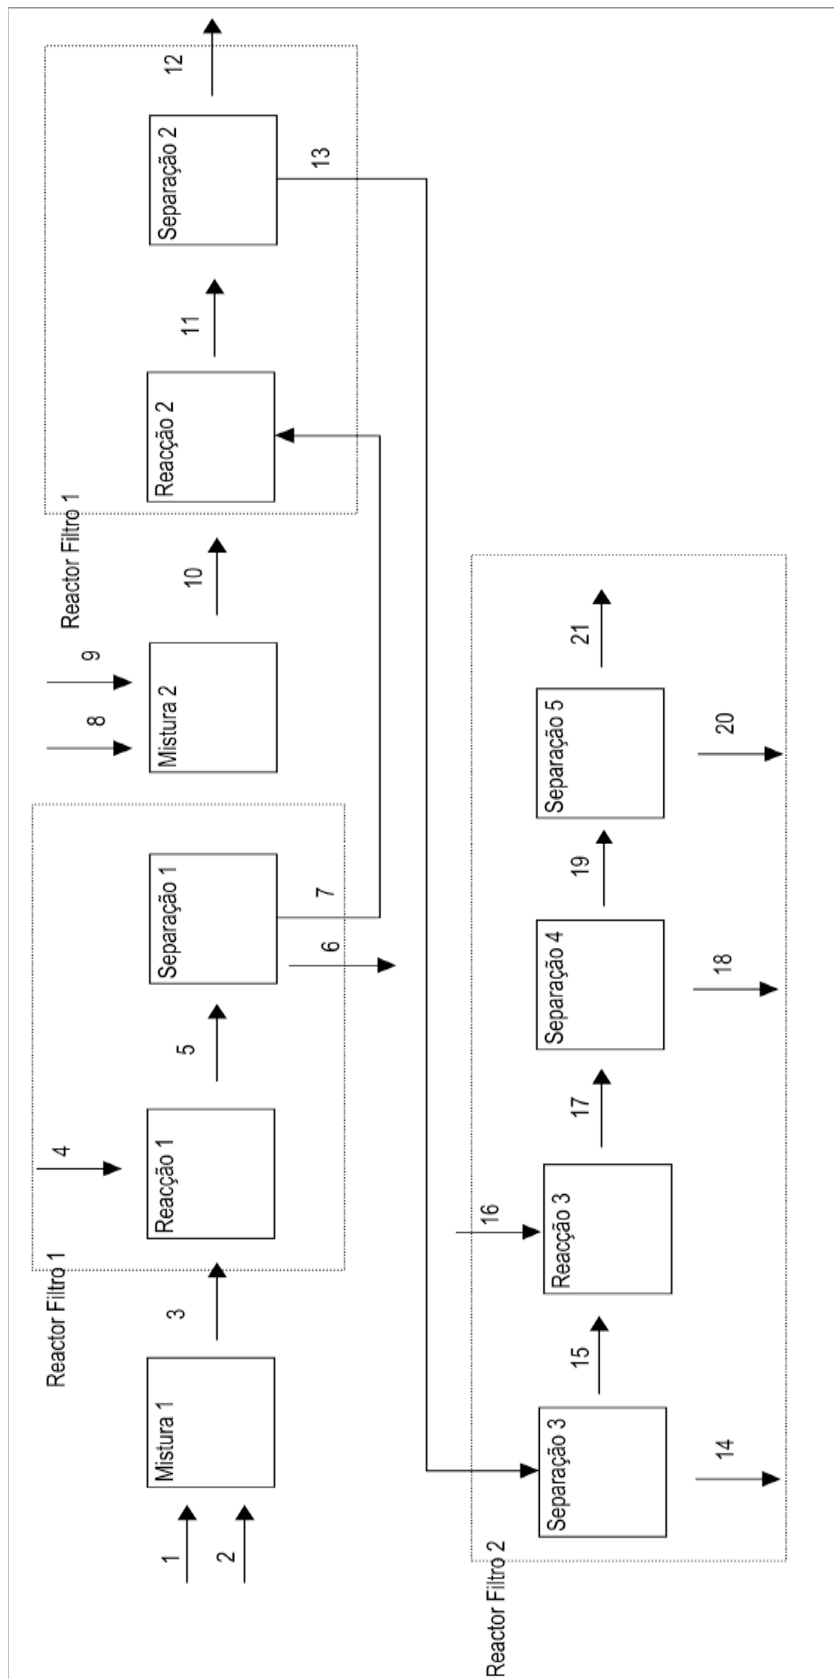 Reactor Filtro 1
Reactor Filtro 1
Mistura 1
Reacção 1
Separação 1
Mistura 2
Reacção 2
Separação 2
1
2
3
4
5
6
7
8
9
10
11
12
13
Reactor Filtro 2
Separação 3
Reacção 3
Separação 4
Separação 5
14
15
16
17
18
19
20
21